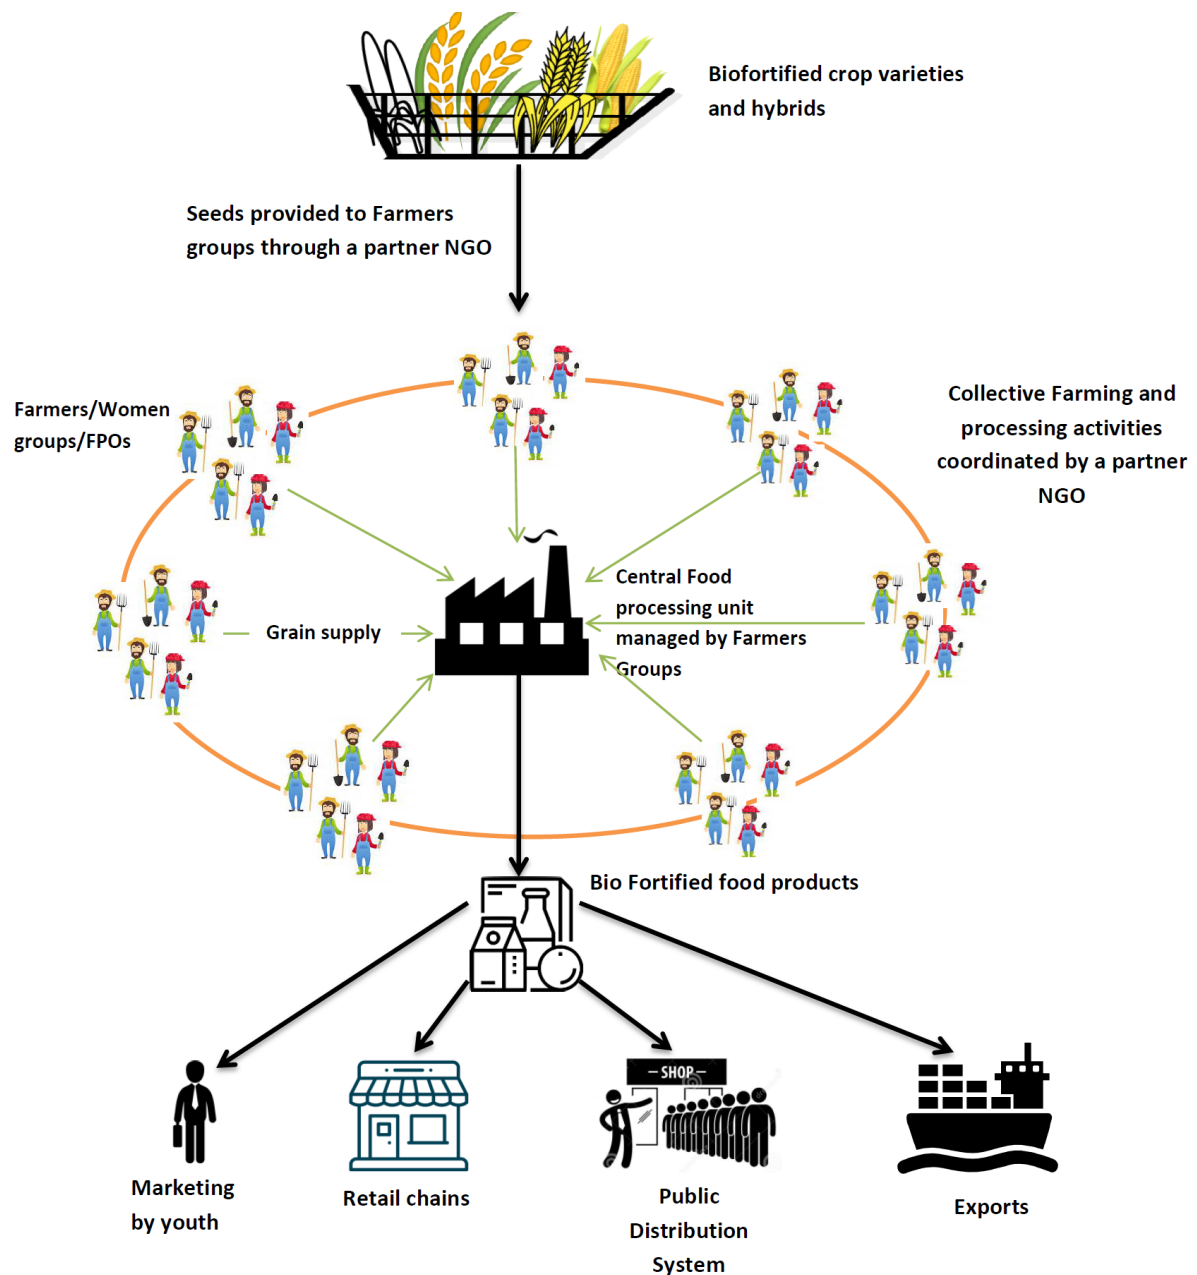 Biofortified crop varieties
and hybrids
Seeds provided to Farmers
groups through a partner NGO
Farmers/Women
groups/FPOs
Collective Farming and
processing activities
coordinated by a partner
NGO
Central Food
processing unit
managed by Farmers
Groups
Grain supply
Bio Fortified food products
SHOP
Marketing
by youth
Retail chains
Public
Distribution
System
Exports